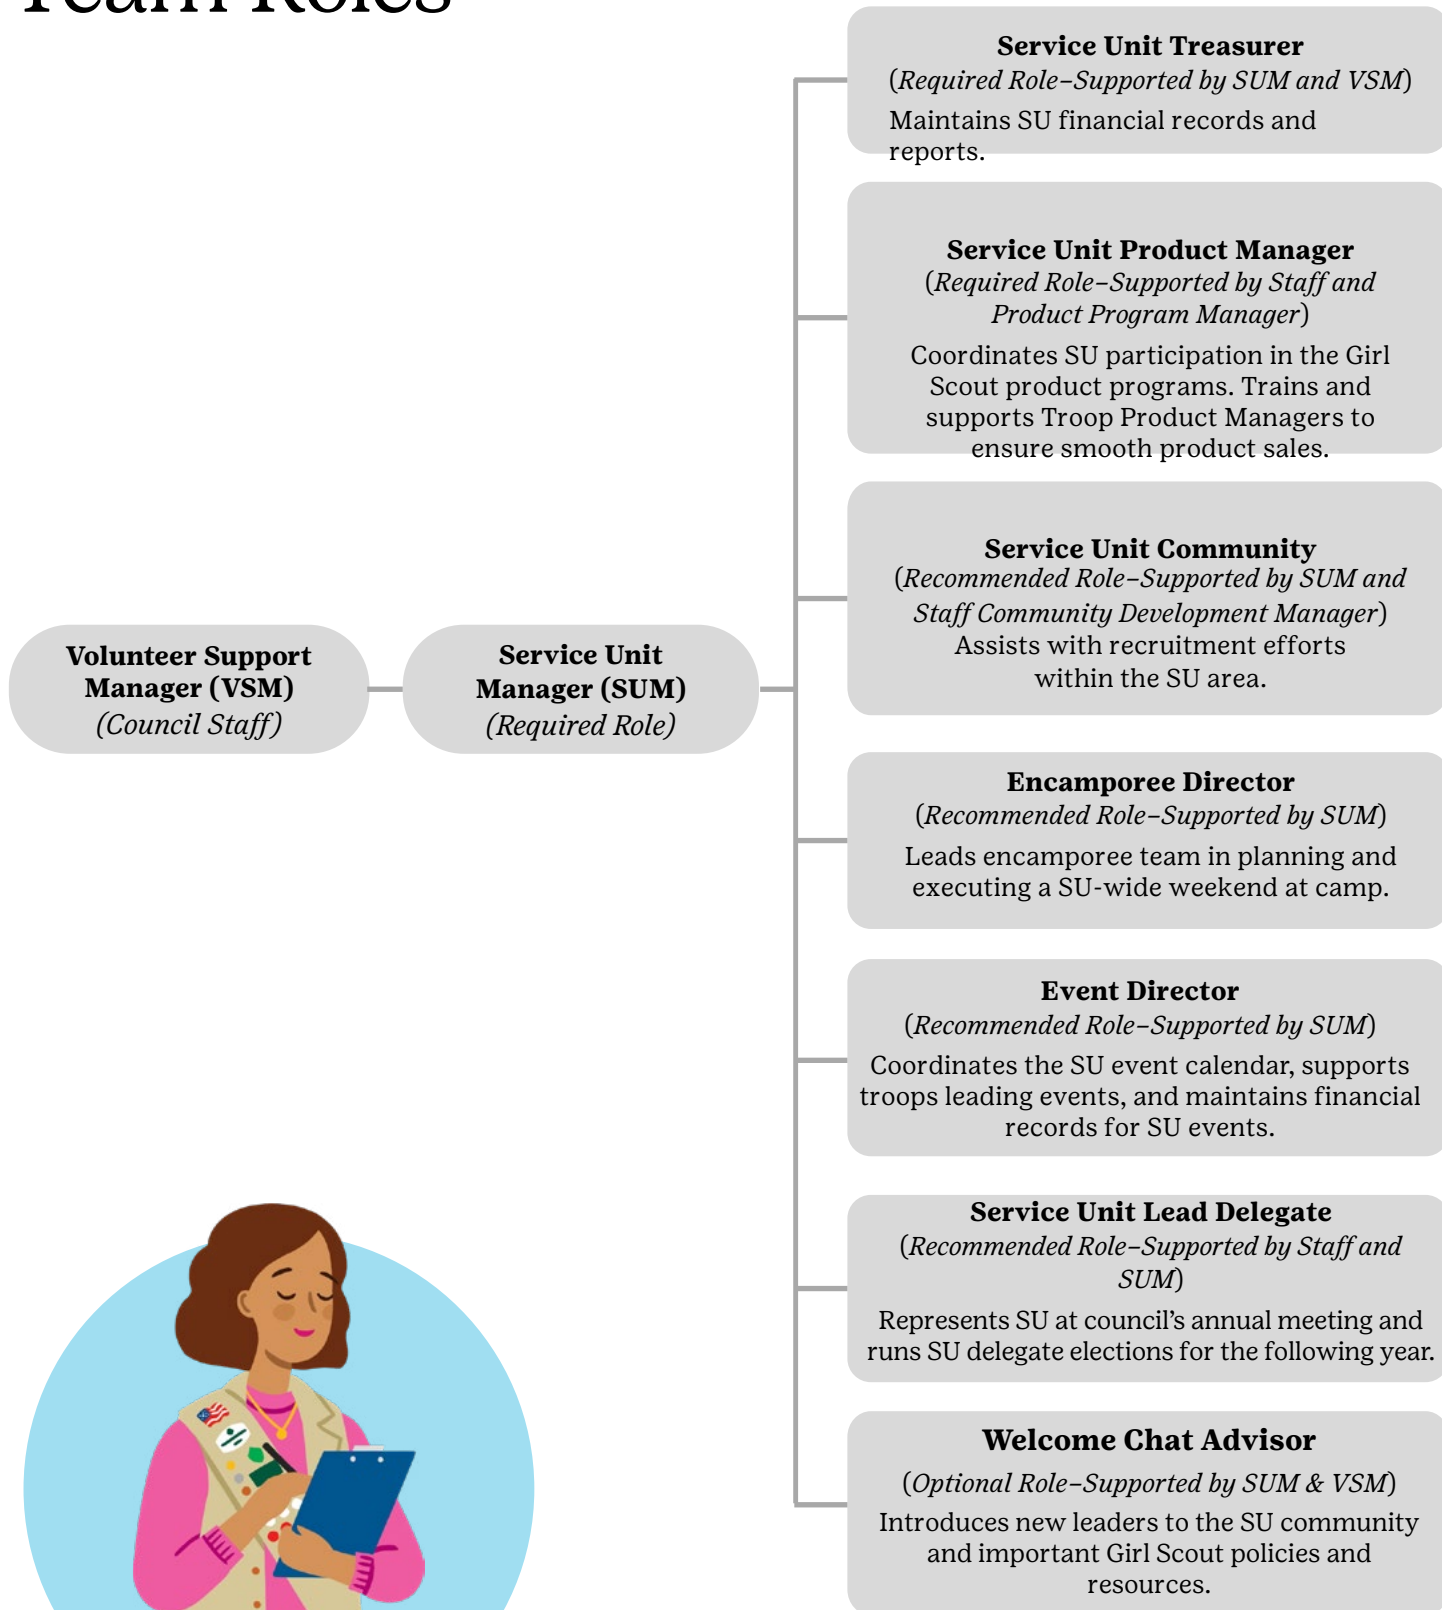 Team Roles
Volunteer Support
Manager (VSM)
(Council Staff)
Service Unit
Manager (SUM)
(Required Role)
Service Unit Treasurer
(Required Role–Supported by SUM and VSM)
Maintains SU financial records and
reports.
Service Unit Product Manager
(Required Role–Supported by Staff and
Product Program Manager)
Coordinates SU participation in the Girl
Scout product programs. Trains and
supports Troop Product Managers to
ensure smooth product sales.
Service Unit Community
(Recommended Role–Supported by SUM and
Staff Community Development Manager)
Assists with recruitment efforts
within the SU area.
Encamporee Director
(Recommended Role–Supported by SUM)
Leads encamporee team in planning and
executing a SU-wide weekend at camp.
Event Director
(Recommended Role–Supported by SUM)
Coordinates the SU event calendar, supports
troops leading events, and maintains financial
records for SU events.
Service Unit Lead Delegate
(Recommended Role–Supported by Staff and
SUM)
Represents SU at council’s annual meeting and
runs SU delegate elections for the following year.
Welcome Chat Advisor
(Optional Role–Supported by SUM & VSM)
Introduces new leaders to the SU community
and important Girl Scout policies and
resources.